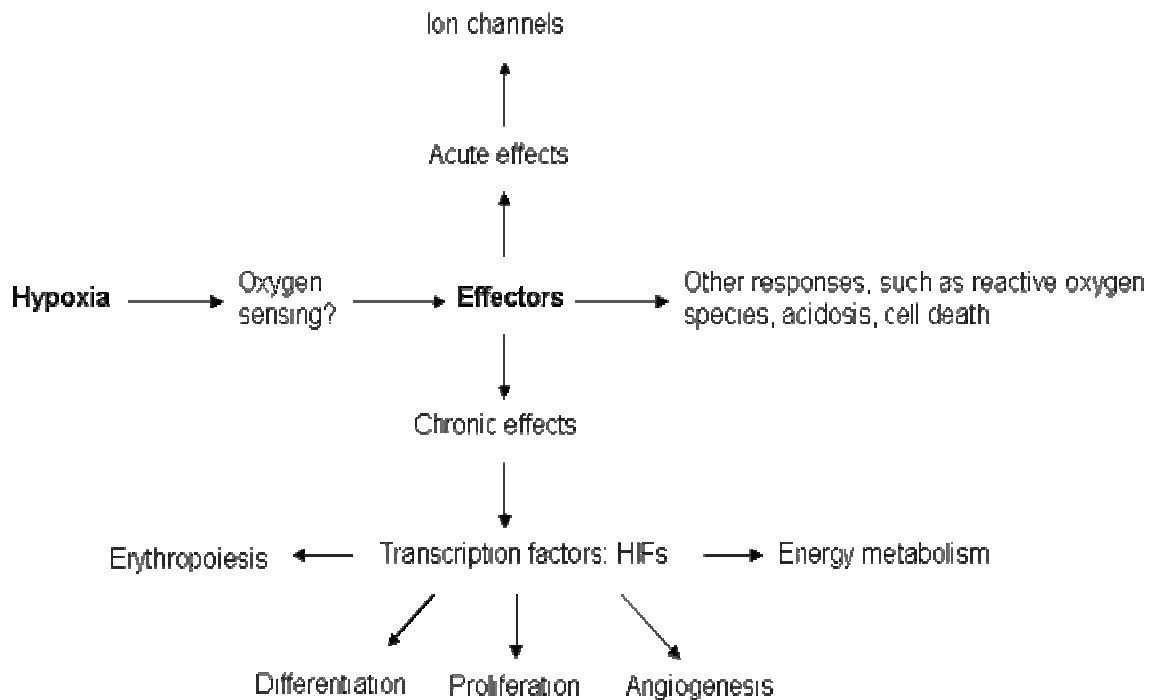 Ion channels
Acute effects
Hypoxia
Oxygen
sensing?
Effectors
Other responses, such as reactive oxygen
species, acidosis, cell death
Chronic effects
Erythropoiesis
Transcription factors: HIFs
Energy metabolism
Differentiation
Proliferation
Angiogenesis